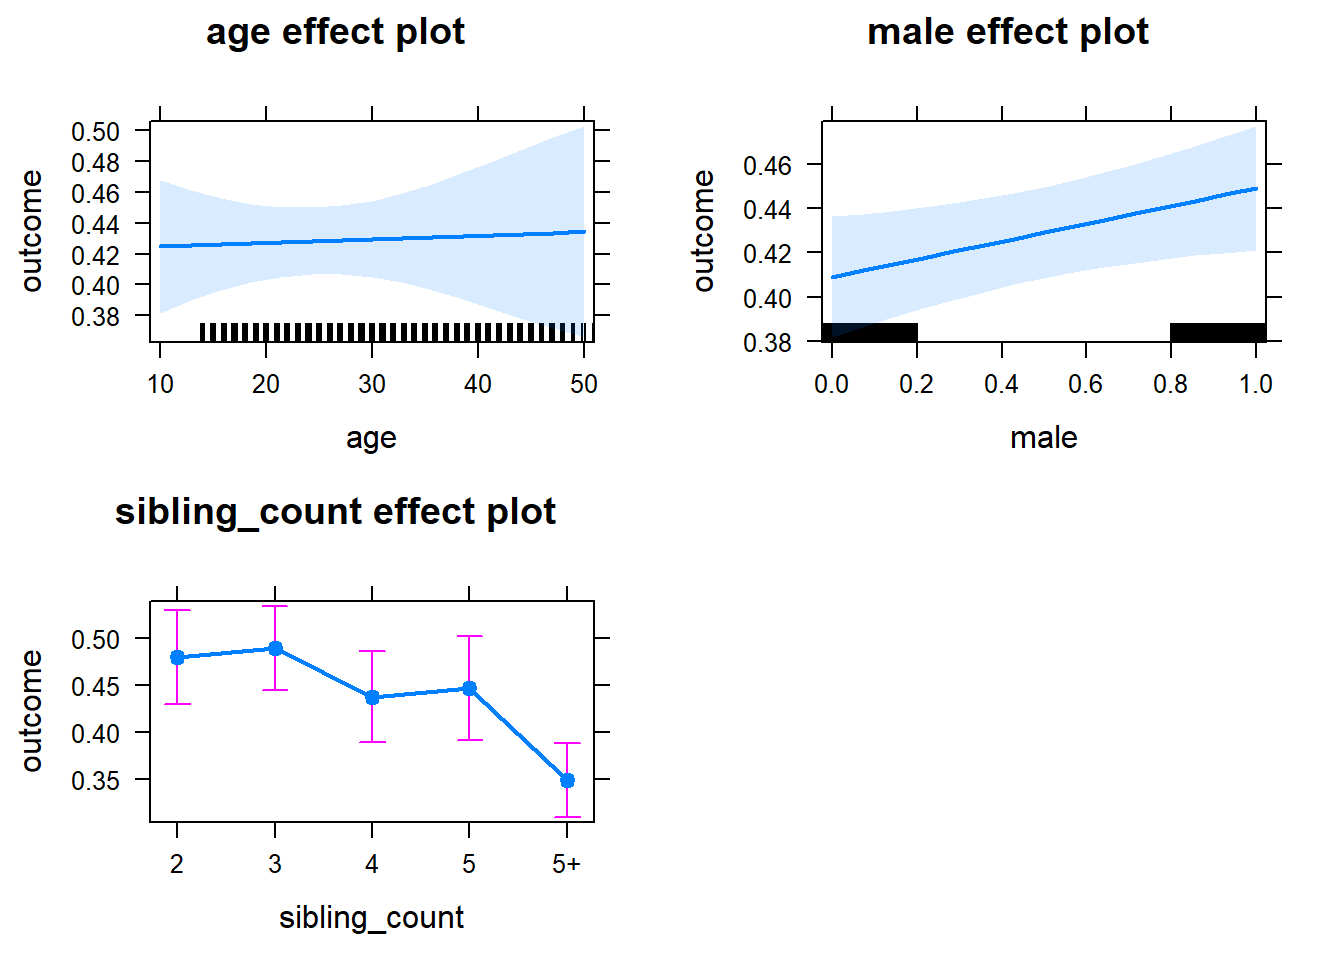 age effect plot
outcome
0.50
0.48
0.46
0.44
0.42
0.40
0.38
10 20 30 40 50
age
male effect plot
outcome
0.46
0.44
0.42
0.40
0.38
0.0 0.2 0.4 0.6 0.8 1.0
male
sibling_count effect plot
outcome
0.50
0.45
0.40
0.35
2 3 4 5 5+
sibling_count